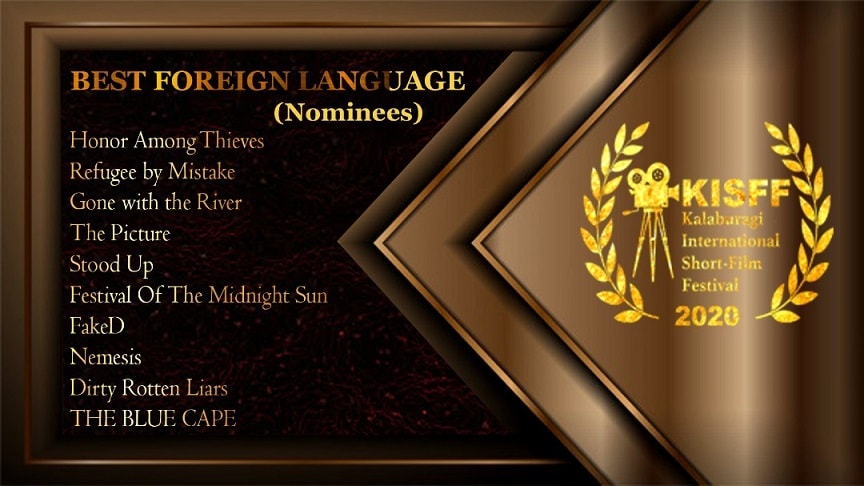 BEST FOREIGN LANGUAGE
(Nominees)
Honor Among Thieves
Refugee by Mistake
Gone with the River
The Picture
Stood Up
Festival Of The Midnight Sun
FakeD
Nemesis
Dirty Rotten Liars
THE BLUE CAPE
KISFF
Kalaburagi
International
Short-Film
Festival
2020